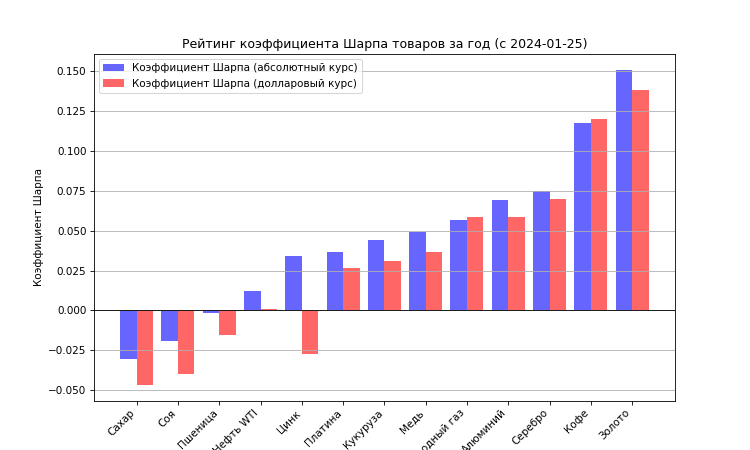 Рейтинг коэффициента Шарпа товаров за год (с 2024-01-25)
Коэффициент Шарпа (абсолютный курс)
Коэффициент Шарпа (долларовый курс)
Коэффициент Шарпа
0.150
0.125
0.100
0.075
0.050
0.025
0.000
−0.025
−0.050
Сахар
Соя
Пшеница
Нефть WTI
Цинк
Платина
Кукуруза
Медь
газ
Алюминий
Серебро
Кофе
Золото